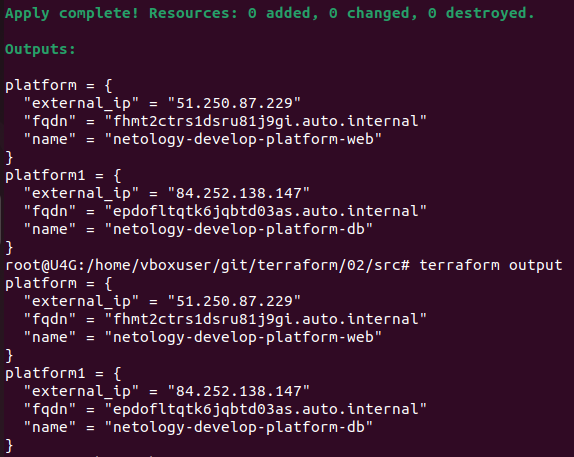 Apply complete! Resources: 0 added, 0 changed, 0 destroyed.
Outputs:
platform = {
  "external_ip" = "51.250.87.229"
  "fqdn" = "fhmt2ctrs1dsru81j9gi.auto.internal"
  "name" = "netology-develop-platform-web"
}
platform1 = {
  "external_ip" = "84.252.138.147"
  "fqdn" = "epdofltqtk6jqbtd03as.auto.internal"
  "name" = "netology-develop-platform-db"
}
root@U4G:/home/vboxuser/git/terraform/02/src# terraform output
platform = {
  "external_ip" = "51.250.87.229"
  "fqdn" = "fhmt2ctrs1dsru81j9gi.auto.internal"
  "name" = "netology-develop-platform-web"
}
platform1 = {
  "external_ip" = "84.252.138.147"
  "fqdn" = "epdofltqtk6jqbtd03as.auto.internal"
  "name" = "netology-develop-platform-db"
}